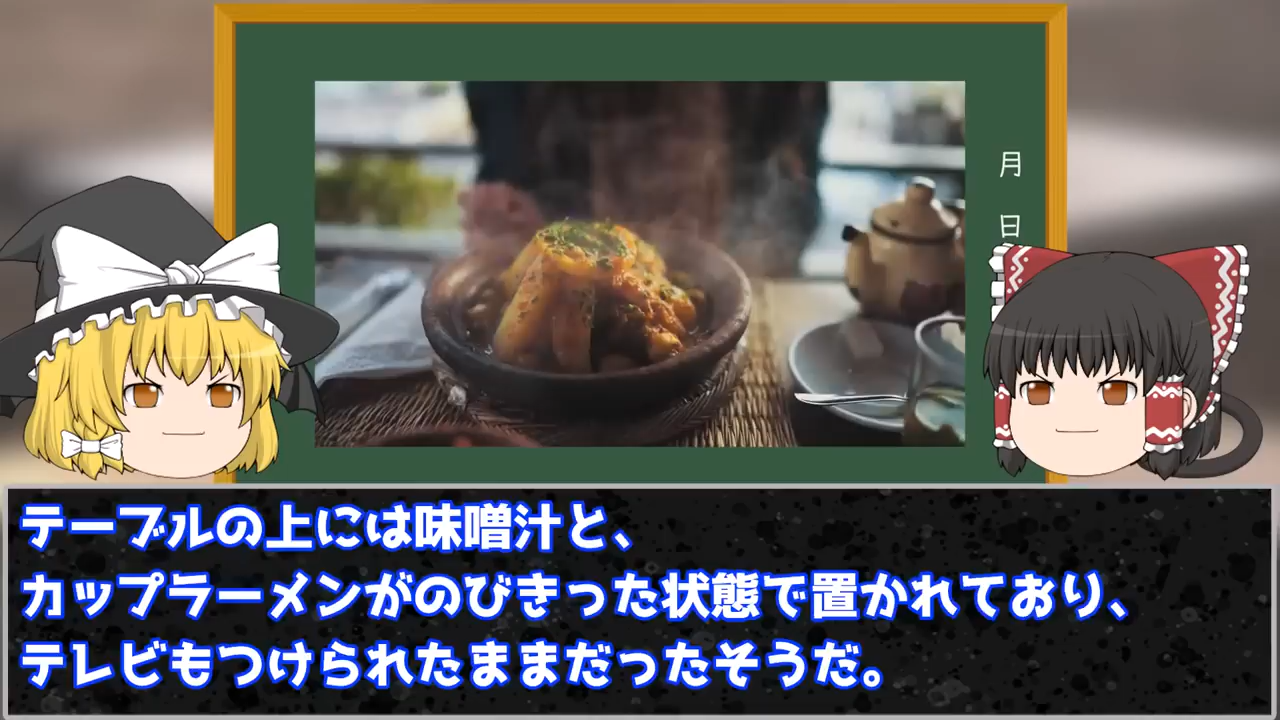 月
日
テーブルの上には味噌汁と、
カップラーメンがのびきった状態で置かれており、
テレビもつけられたままだったそうだ。